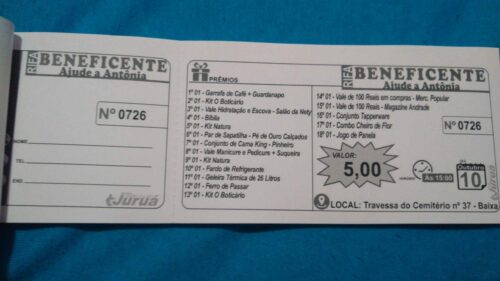 RIFA BENEFICENTE
Ajude a Antônia
Nº 0726
NOME
TEL
END
Juruá
PRÊMIOS
1º 01 - Garrafa de Café + Guardanapo
2º 01 - Kit O Boticário
3º 01 - Vale Hidratação e Escova - Salão da Nety
4º 01 - Bíblia
5º 01 - Kit Natura
6º 01 - Par de Sapatilha - Pé de Ouro Calçados
7º 01 - Conjunto de Cama King - Pinheiro
8º 01 - Vale Manicure e Pedicure + Suqueira
9º 01 - Kit Natura
10º 01 - Fardo de Refrigerante
11º 01 - Geleira Térmica de 26 Litros
12º 01 - Ferro de Passar
13º 01 - Kit O Boticário
RIFA BENEFICENTE
Ajude a Antônia
14º 01 - Vale de 100 Reais em compras - Merc. Popular
15º 01 - Vale de 100 Reais - Magazine Andrade
16º 01 - Conjunto Tapperware
17º 01 - Combo Cheiro de Flor
18º 01 - Jogo de Panela
Nº 0726
VALOR:
5,00
HORÁRIO
Às 15:00
DIA
Outubro
10
LOCAL: Travessa do Cemitério nº 37 - Baixa